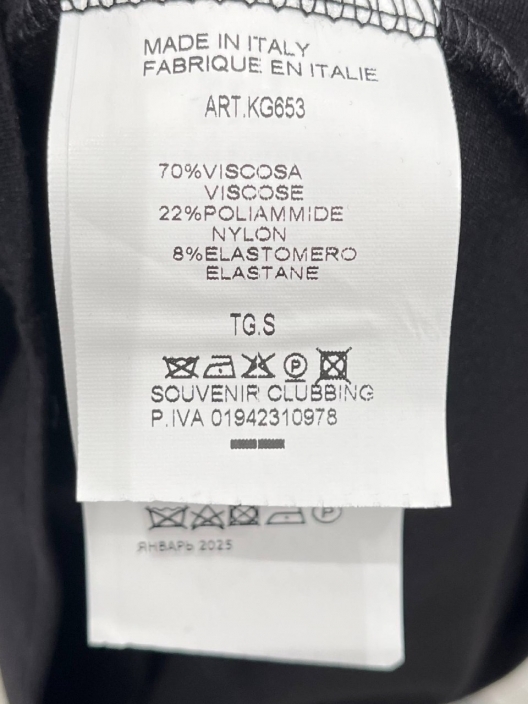 MADE IN ITALY
FABRIQUE EN ITALIE
ART.KG653
70%VISCOSA
VISCOSE
22%POLIAMMIDE
NYLON
8%ELASTOMERO
ELASTANE
TG.S
P
SOUVENIR CLUBBING
P.IVA 01942310978
P
ЯНВАРЬ 2025